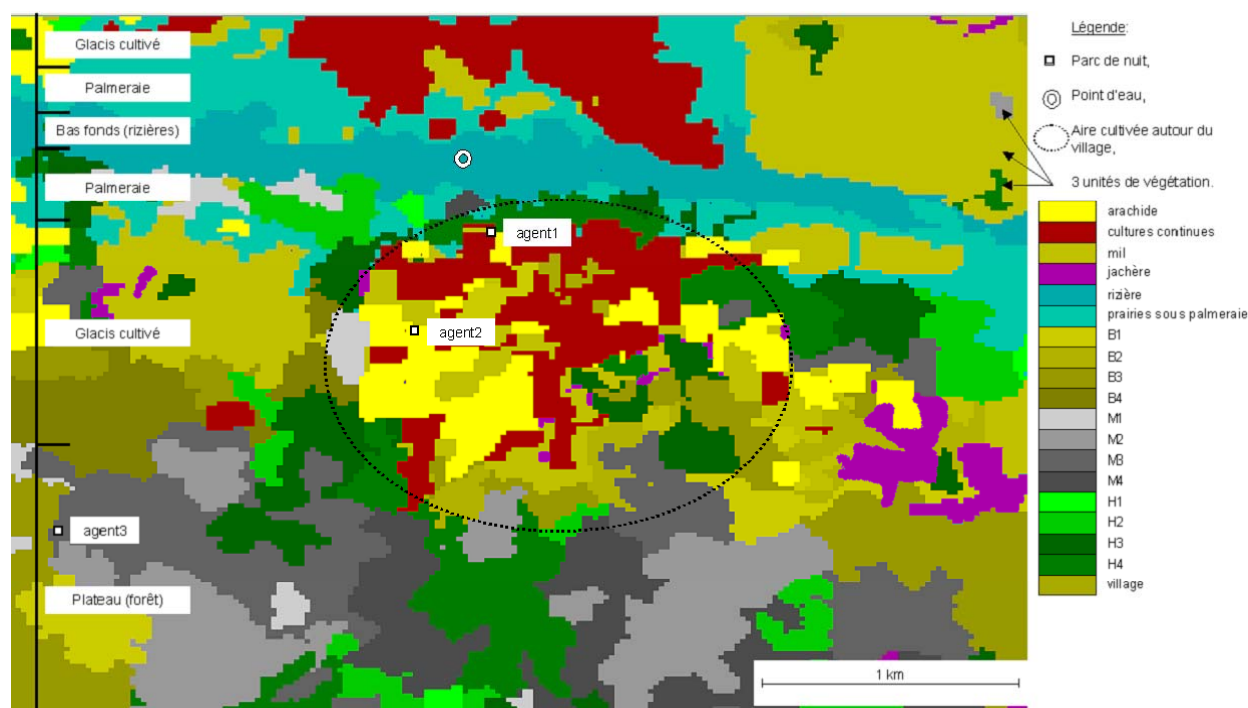 Glacis cultivé
Palmeraie
Bas fonds (rizières)
Palmeraie
Glacis cultivé
Plateau (forêt)
agent1
agent2
agent3
1 km
Légende:
Parc de nuit,
Point d'eau,
Aire cultivée autour du
village,
3 unités de végétation.
arachide
cultures continues
mil
jachère
rizière
prairies sous palmeraie
B1
B2
B3
B4
M1
M2
M3
M4
H1
H2
H3
H4
village